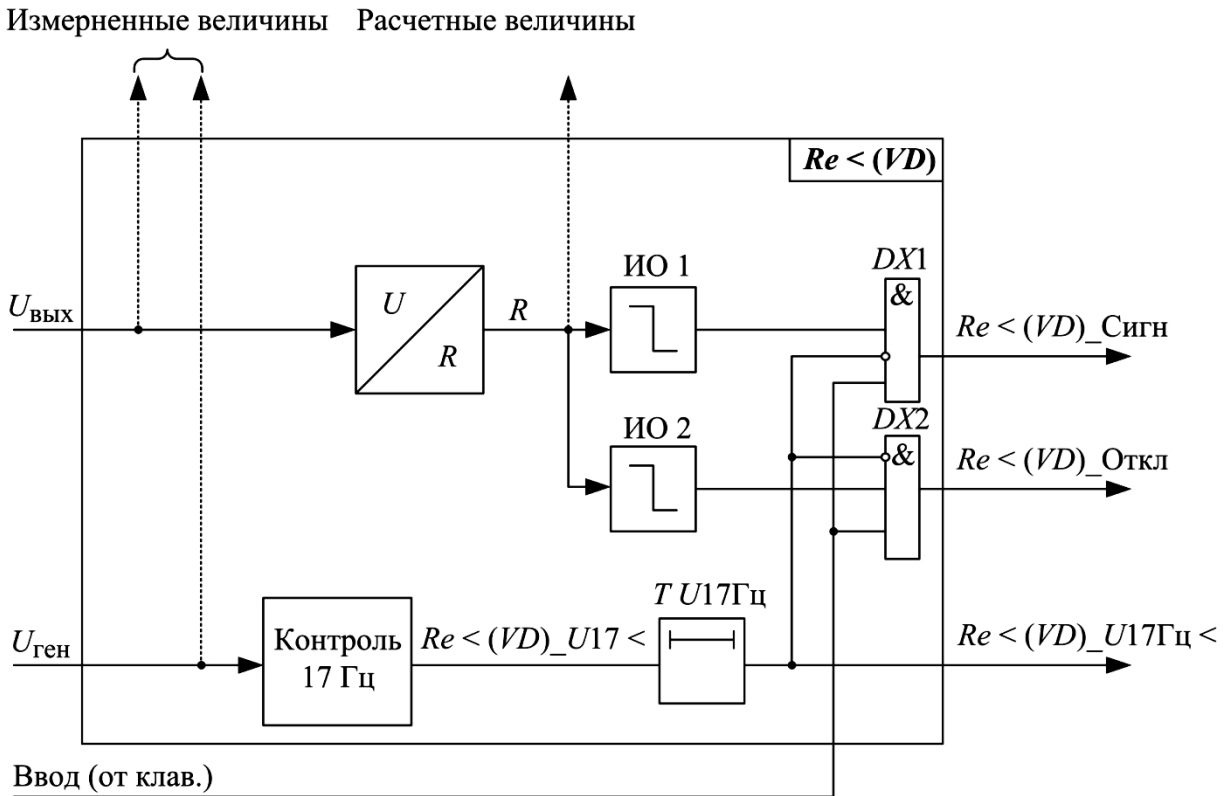 Измерненные величины
Расчетные величины
Re < (VD)
ИО 1
DX1
&
U
R
R
Uвых
Re < (VD)_Сигн
ИО 2
DX2
&
Re < (VD)_Откл
T U17Гц
Uген
Контроль
17 Гц
Re < (VD)_U17 <
Re < (VD)_U17Гц <
Ввод (от клав.)